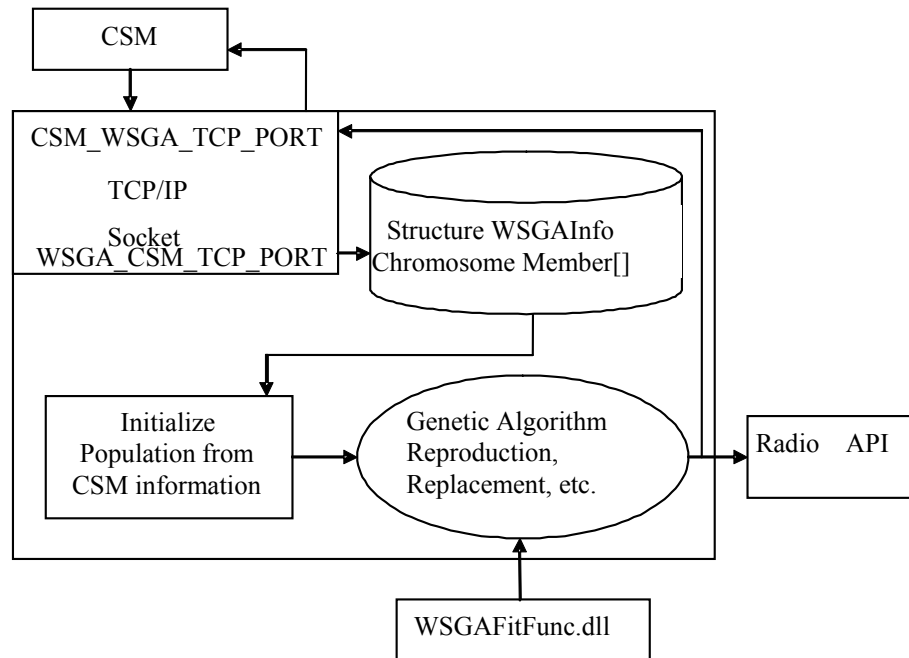 CSM
CSM_WSGA_TCP_PORT
TCP/IP
Socket
WSGA_CSM_TCP_PORT
Structure WSGAInfo
Chromosome Member[]
Initialize
Population from
CSM information
Genetic Algorithm
Reproduction,
Replacement, etc.
Radio API
WSGAFitFunc.dll